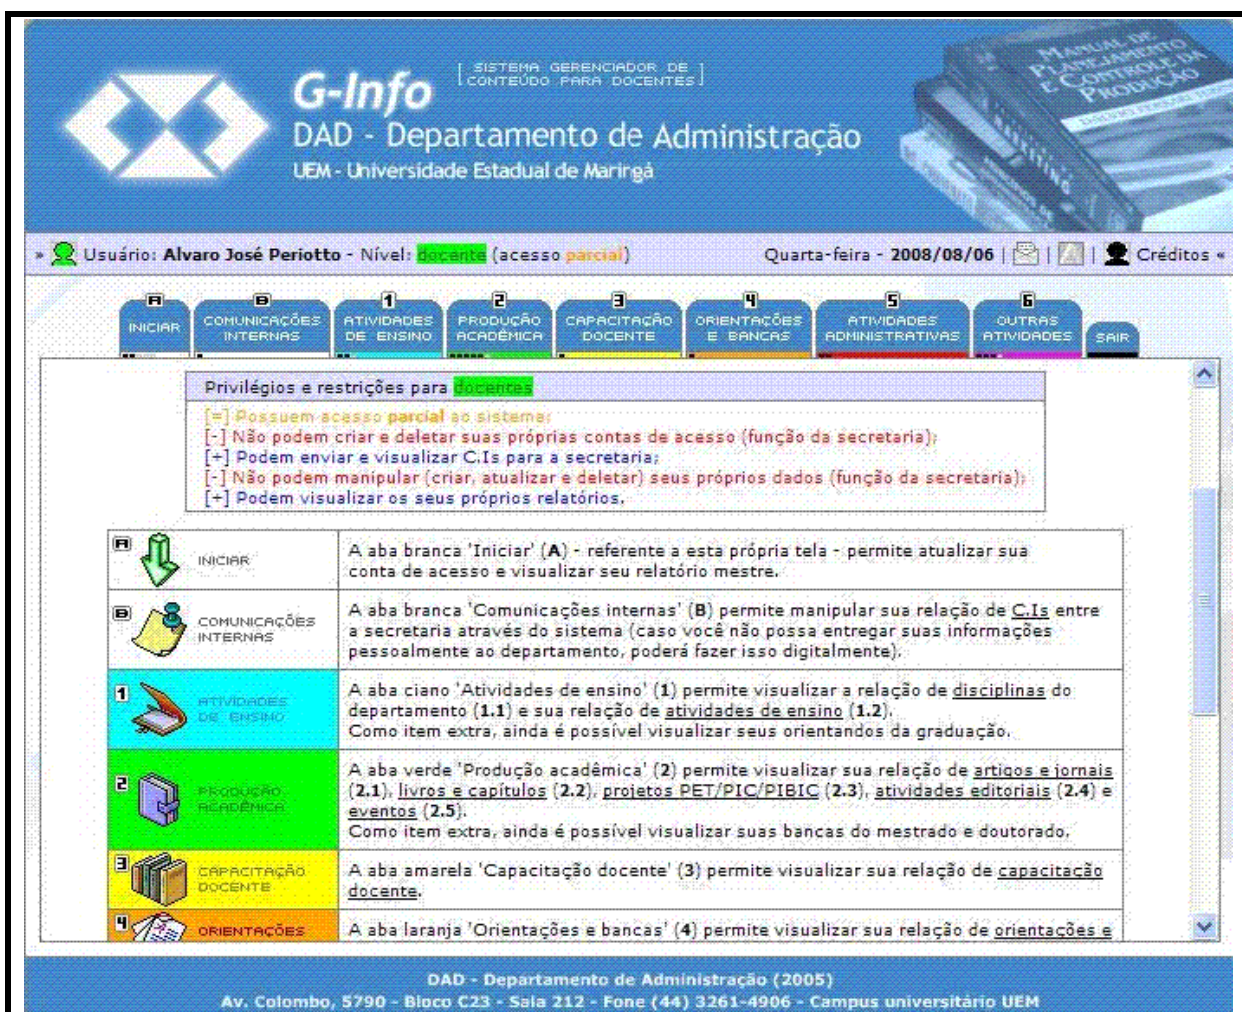 [ SISTEMA GERENCIADOR DE ]
[ CONTEÚDO PARA DOCENTES ]
G-Info
DAD - Departamento de Administração
UEM - Universidade Estadual de Maringá
MANUAL DE
PLANEJAMENTO
E CONTROLE DA
PRODUÇÃO
» Usuário: Alvaro José Periotto - Nível: docente (acesso parcial)
Quarta-feira - 2008/08/06 | | | Créditos «
A B 1 2 3 4 5 6
INICIAR
COMUNICAÇÕES
INTERNAS
ATIVIDADES
DE ENSINO
PRODUÇÃO
ACADÊMICA
CAPACITAÇÃO
DOCENTE
ORIENTAÇÕES
E BANCAS
ATIVIDADES
ADMINISTRATIVAS
OUTRAS
ATIVIDADES
SAIR
Privilégios e restrições para docentes
[=] Possuem acesso parcial ao sistema;
[-] Não podem criar e deletar suas próprias contas de acesso (função da secretaria);
[+] Podem enviar e visualizar C.Is para a secretaria;
[-] Não podem manipular (criar, atualizar e deletar) seus próprios dados (função da secretaria);
[+] Podem visualizar os seus próprios relatórios.
A
INICIAR
A aba branca 'Iniciar' (A) - referente a esta própria tela - permite atualizar sua
conta de acesso e visualizar seu relatório mestre.
B
COMUNICAÇÕES
INTERNAS
A aba branca 'Comunicações internas' (B) permite manipular sua relação de C.Is entre
a secretaria através do sistema (caso você não possa entregar suas informações
pessoalmente ao departamento, poderá fazer isso digitalmente).
1
ATIVIDADES
DE ENSINO
A aba ciano 'Atividades de ensino' (1) permite visualizar a relação de disciplinas do
departamento (1.1) e sua relação de atividades de ensino (1.2).
Como item extra, ainda é possível visualizar seus orientandos da graduação.
2
PRODUÇÃO
ACADÊMICA
A aba verde 'Produção acadêmica' (2) permite visualizar sua relação de artigos e jornais
(2.1), livros e capítulos (2.2), projetos PET/PIC/PIBIC (2.3), atividades editoriais (2.4) e
eventos (2.5).
Como item extra, ainda é possível visualizar suas bancas do mestrado e doutorado.
3
CAPACITAÇÃO
DOCENTE
A aba amarela 'Capacitação docente' (3) permite visualizar sua relação de capacitação
docente.
4
ORIENTAÇÕES
A aba laranja 'Orientações e bancas' (4) permite visualizar sua relação de orientações e
DAD - Departamento de Administração (2005)
Av. Colombo, 5790 - Bloco C23 - Sala 212 - Fone (44) 3261-4906 - Campus universitário UEM